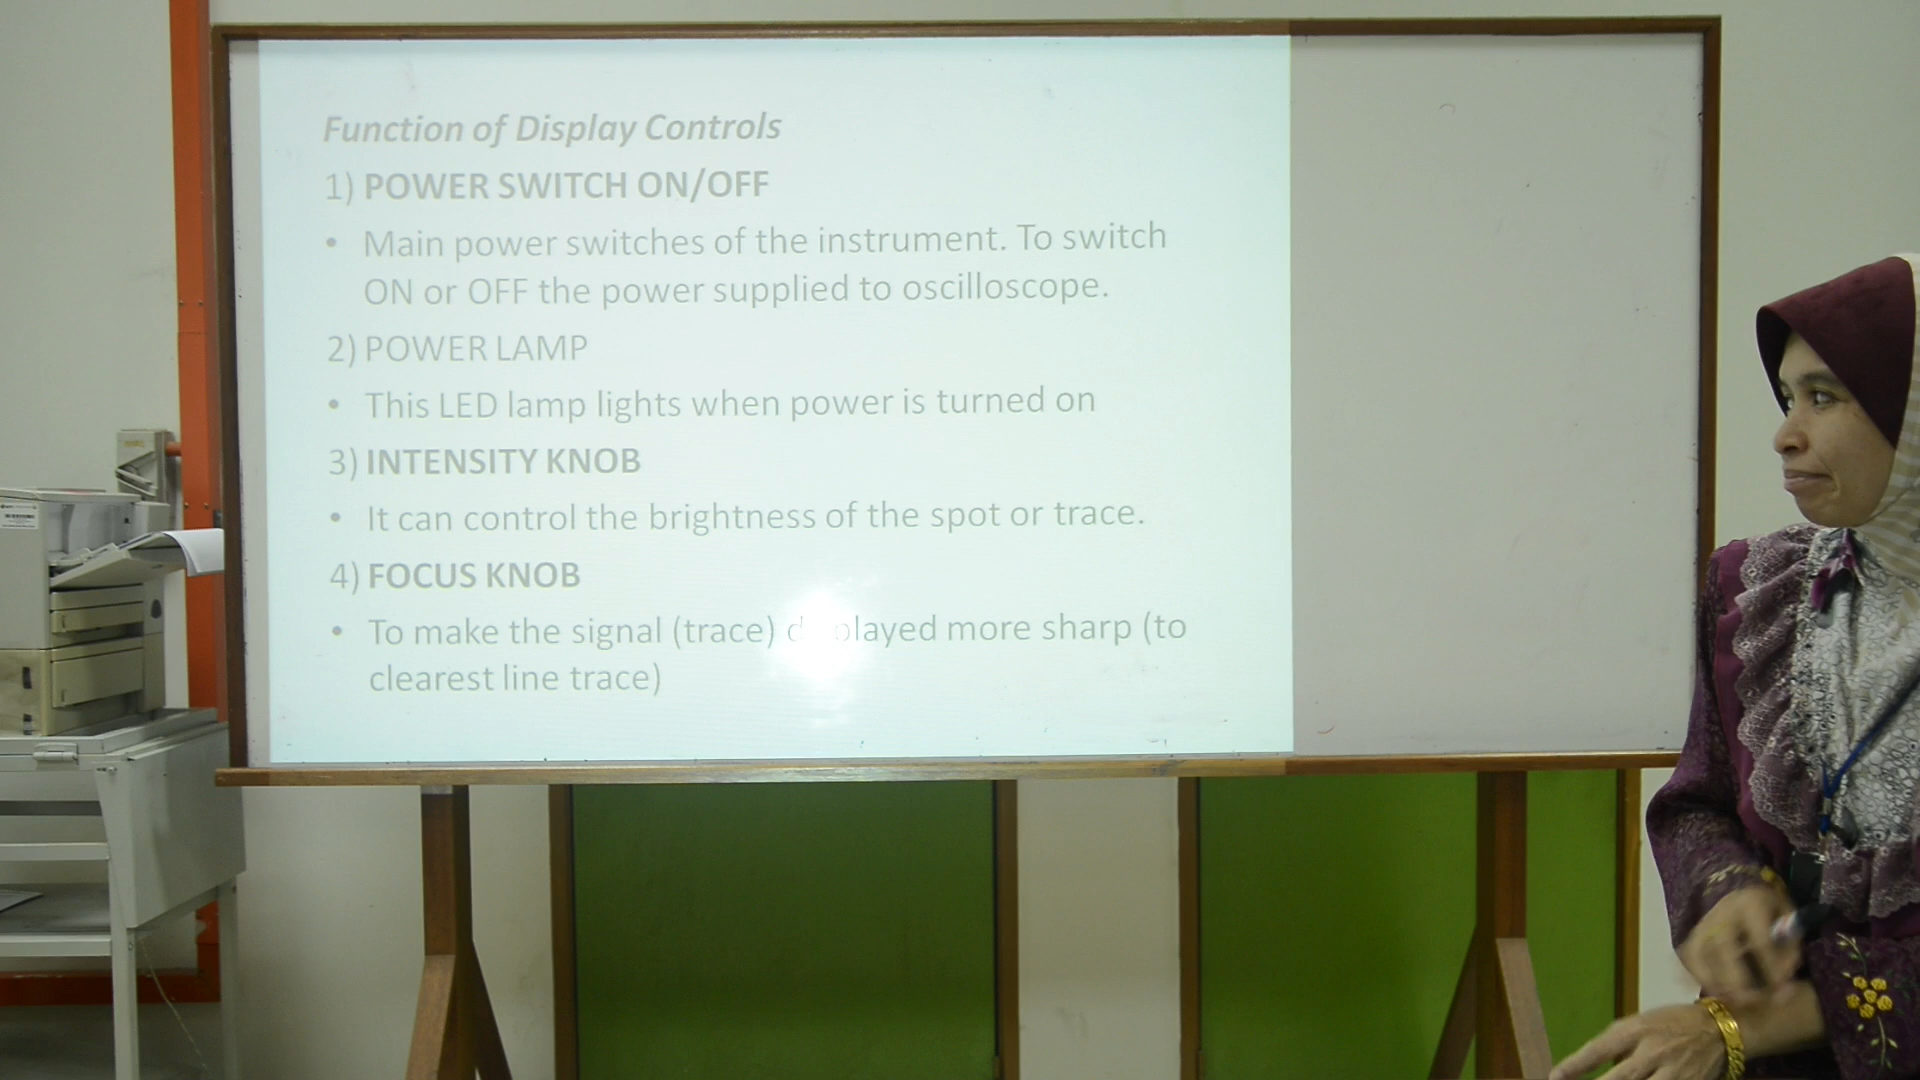 Function of Display Controls
1) POWER SWITCH ON/OFF
• Main power switches of the instrument. To switch
ON or OFF the power supplied to oscilloscope.
2) POWER LAMP
• This LED lamp lights when power is turned on
3) INTENSITY KNOB
• It can control the brightness of the spot or trace.
4) FOCUS KNOB
• To make the signal (trace) more sharp (to
clearest line trace)